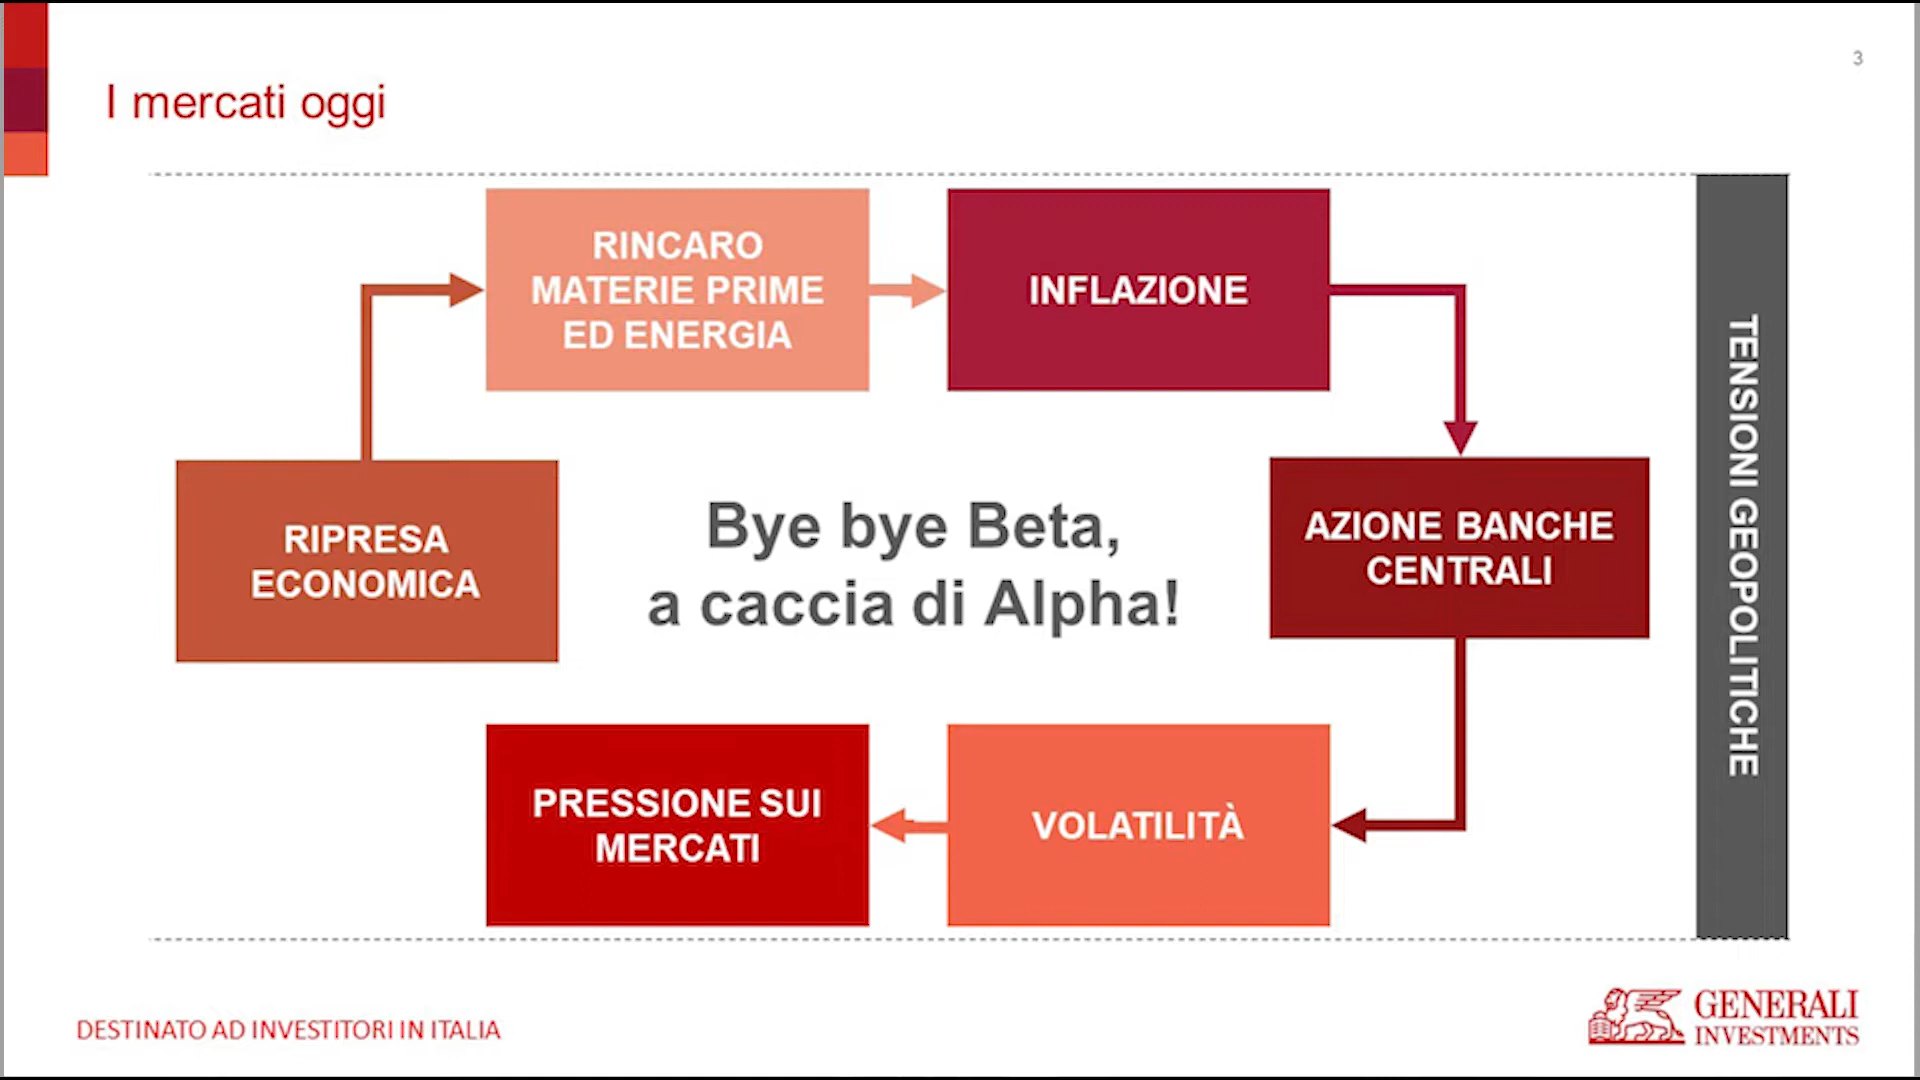 3
I mercati oggi
RINCARO
MATERIE PRIME
ED ENERGIA
INFLAZIONE
RIPRESA
ECONOMICA
Bye bye Beta,
a caccia di Alpha!
AZIONE BANCHE
CENTRALI
PRESSIONE SUI
MERCATI
VOLATILITÀ
TENSIONI GEOPOLITICHE
DESTINATO AD INVESTITORI IN ITALIA
GENERALI
INVESTMENTS